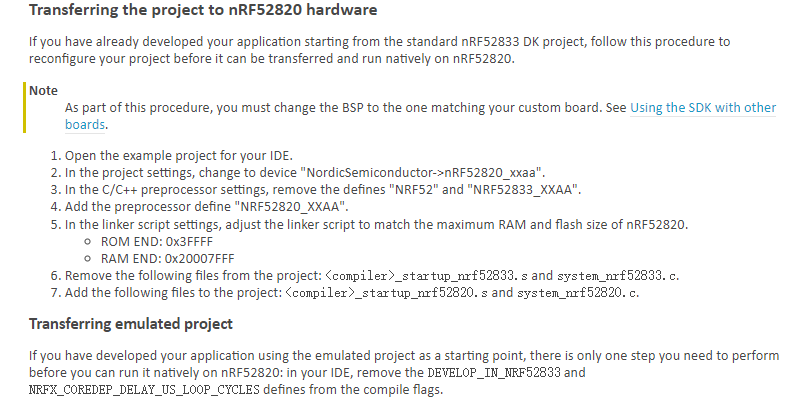 Transferring the project to nRF52820 hardware
If you have already developed your application starting from the standard nRF52833 DK project, follow this procedure to
reconfigure your project before it can be transferred and run natively on nRF52820.
Note
As part of this procedure, you must change the BSP to the one matching your custom board. See Using the SDK with other
boards.
1. Open the example project for your IDE.
2. In the project settings, change to device "NordicSemiconductor->nRF52820_xxaa".
3. In the C/C++ preprocessor settings, remove the defines "NRF52" and "NRF52833_XXAA".
4. Add the preprocessor define "NRF52820_XXAA".
5. In the linker script settings, adjust the linker script to match the maximum RAM and flash size of nRF52820.
ROM END: 0x3FFFF
RAM END: 0x20007FFF
6. Remove the following files from the project: <compiler>_startup_nrf52833.s and system_nrf52833.c.
7. Add the following files to the project: <compiler>_startup_nrf52820.s and system_nrf52820.c.
Transferring emulated project
If you have developed your application using the emulated project as a starting point, there is only one step you need to perform
before you can run it natively on nRF52820: in your IDE, remove the DEVELOP_IN_NRF52833 and
NRFX_COREDEP_DELAY_US_LOOP_CYCLES defines from the compile flags.